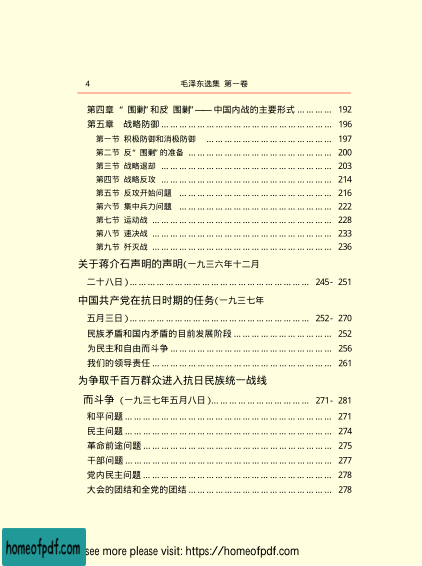 4 毛泽东选集 第一卷
第四章 “围剿”和反“围剿”——中国内战的主要形式 ………… 192
第五章 战略防御 ………………………………………………… 196
第一节 积极防御和消极防御 ……………………………………… 197
第二节 反“围剿”的准备 …………………………………………… 200
第三节 战略退却 ………………………………………………… 203
第四节 战略反攻 ………………………………………………… 214
第五节 反攻开始问题 …………………………………………… 216
第六节 集中兵力问题 …………………………………………… 222
第七节 运动战 …………………………………………………… 228
第八节 速决战 …………………………………………………… 233
第九节 歼灭战 …………………………………………………… 236
关于蒋介石声明的声明(一九三六年十二月
二十八日)……………………………………………………… 245- 251
中国共产党在抗日时期的任务(一九三七年
五月三日)……………………………………………………… 252- 270
民族矛盾和国内矛盾的目前发展阶段 ……………………………… 252
为民主和自由而斗争 ……………………………………………… 256
我们的领导责任 …………………………………………………… 261
为争取千百万群众进入抗日民族统一战线
而斗争 (一九三七年五月八日)…………………………… 271- 281
和平问题 ………………………………………………………… 271
民主问题 ………………………………………………………… 274
革命前途问题 …………………………………………………… 275
干部问题 ………………………………………………………… 277
党内民主问题 …………………………………………………… 278
大会的团结和全党的团结 ………………………………………… 278
homeofpdf.com
see more please visit: https://homeofpdf.com